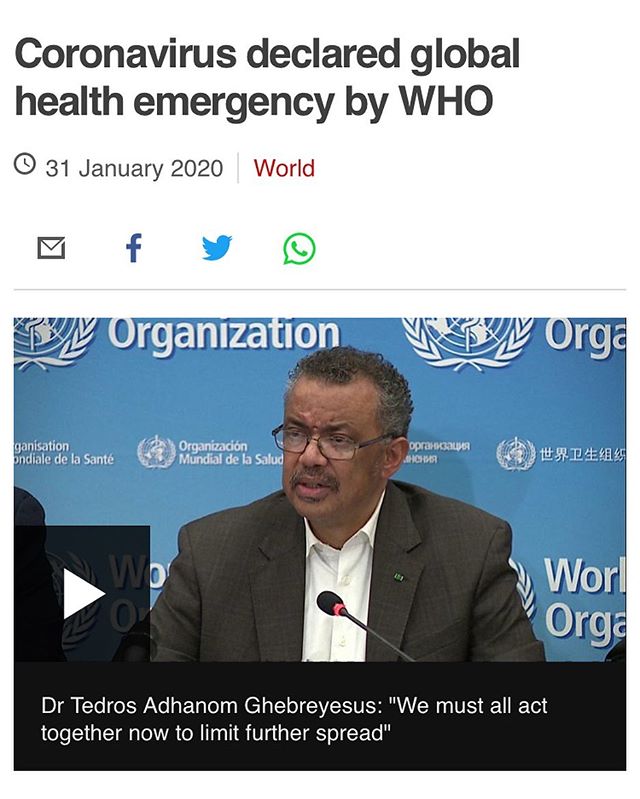 Coronavirus declared global
health emergency by WHO
31 January 2020
World
Organization
Orga
ganisation
ondiale de la Santé
Organización
Mundial de la Salud
организация
нения
世界卫生组织
Wo
O
Worl
Orga
Dr Tedros Adhanom Ghebreyesus: "We must all act
together now to limit further spread"